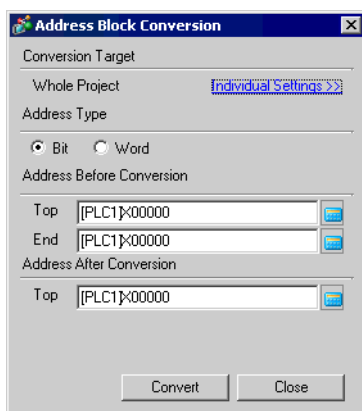 Address Block Conversion
Conversion Target
Whole Project Individual Settings >>
Address Type
Bit Word
Address Before Conversion
Top [PLC1]X00000
End [PLC1]X00000
Address After Conversion
Top [PLC1]X00000
Convert Close